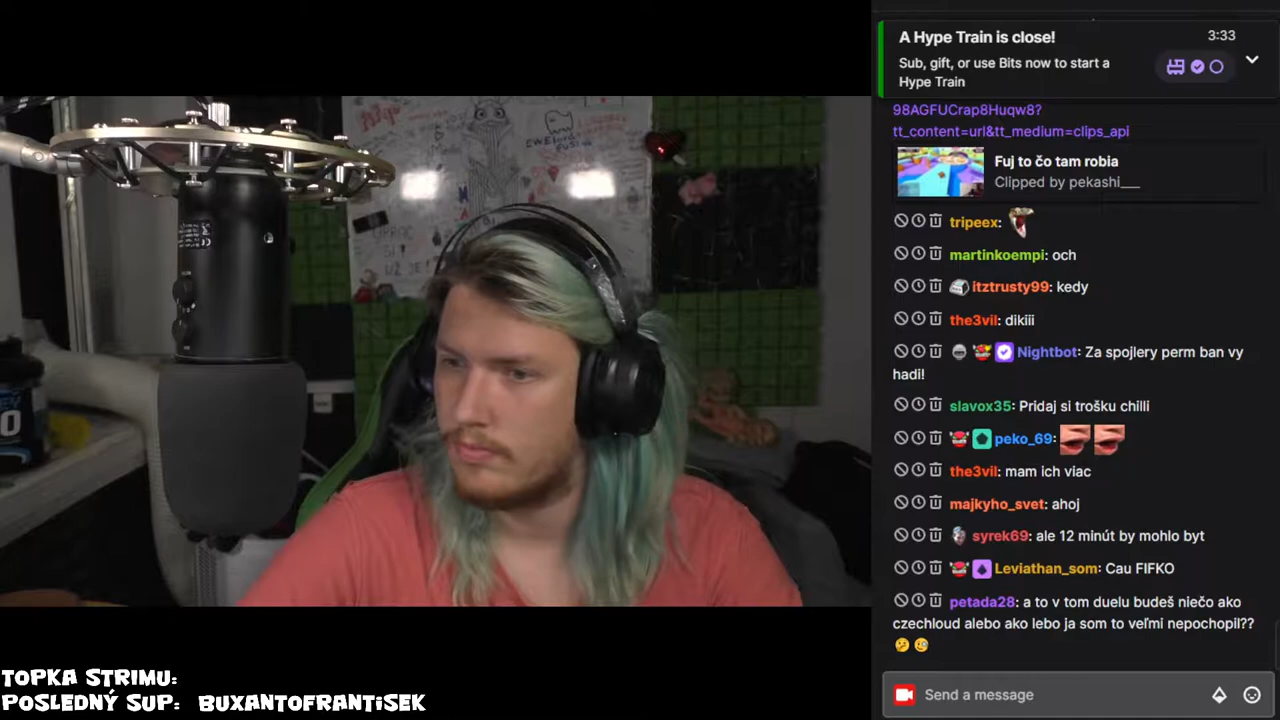 A Hype Train is close!
3:33
Sub, gift, or use Bits now to start a
Hype Train
98AGFUCrap8Huqw8?
tt_content=url&tt_medium=clips_api
Fuj to čo tam robia
Clipped by pekashi___
tripeex:
martinkoempi: och
itztrusty99: kedy
the3vil: dikiii
Nightbot: Za spojlery perm ban vy
hadi!
slavox35: Pridaj si trošku chilli
peko_69:
the3vil: mam ich viac
majkyho_svet: ahoj
syrek69: ale 12 minút by mohlo byt
Leviathan_som: Cau FIFKO
petada28: a to v tom duelu budeš niečo ako
czechloud alebo ako lebo ja som to veľmi nepochopil??
Send a message
UPRAC
SI
UŽ JE!
TOPKA STRIMU:
POSLEDNÝ SUP: BUXANTOFRANTiSEK